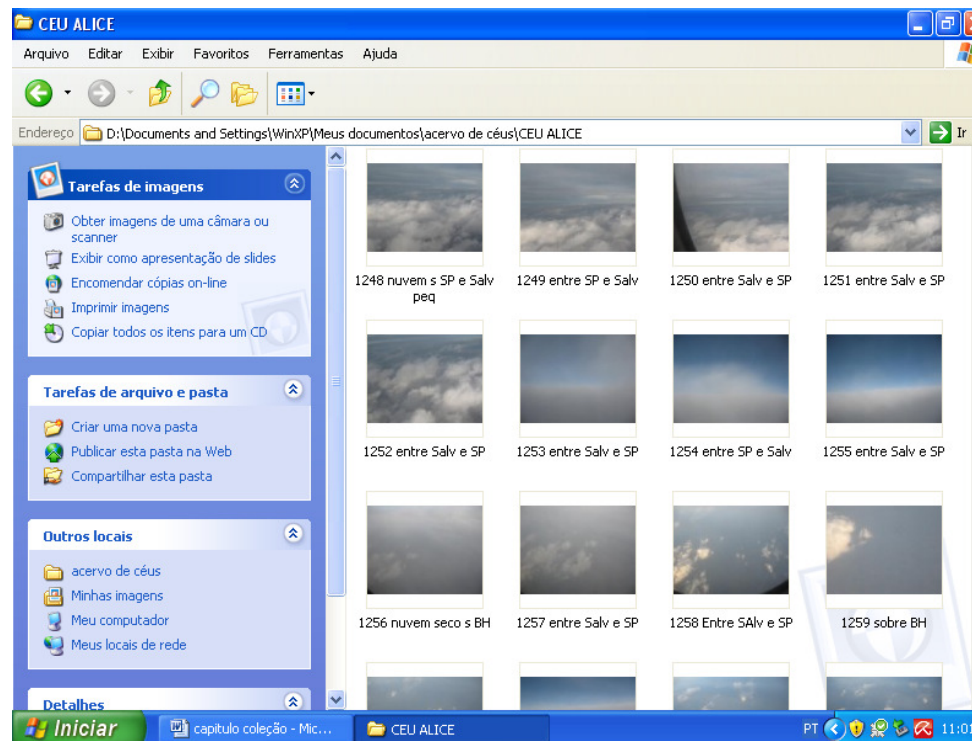 CEU ALICE
Arquivo Editar Exibir Favoritos Ferramentas Ajuda
Endereço D:\Documents and Settings\WinXP\Meus documentos\acervo de céus\CEU ALICE Ir
Tarefas de imagens
Obter imagens de uma câmara ou
scanner
Exibir como apresentação de slides
Encomendar cópias on-line
Imprimir imagens
Copiar todos os itens para um CD
Tarefas de arquivo e pasta
Criar uma nova pasta
Publicar esta pasta na Web
Compartilhar esta pasta
Outros locais
acervo de céus
Minhas imagens
Meu computador
Meus locais de rede
Detalhes
1248 nuvem s SP e Salv
peq
1249 entre SP e Salv
1250 entre Salv e SP
1251 entre Salv e SP
1252 entre Salv e SP
1253 entre Salv e SP
1254 entre SP e Salv
1255 entre Salv e SP
1256 nuvem seco s BH
1257 entre Salv e SP
1258 Entre SAlv e SP
1259 sobre BH
Iniciar
capitulo coleção - Mic...
CEU ALICE
PT
11:01